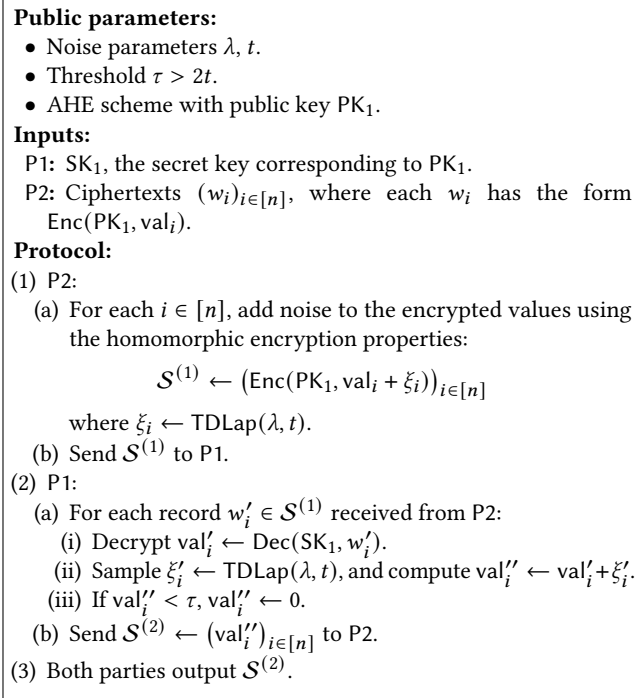 Public parameters:
• Noise parameters λ, t.
• Threshold τ > 2t.
• AHE scheme with public key PK₁.
Inputs:
P1: SK₁, the secret key corresponding to PK₁.
P2: Ciphertexts (wᵢ)ᵢ∈[n], where each wᵢ has the form
Enc(PK₁, valᵢ).
Protocol:
(1) P2:
(a) For each i ∈ [n], add noise to the encrypted values using
the homomorphic encryption properties:
𝒮⁽¹⁾ ← (Enc(PK₁, valᵢ + ξᵢ))ᵢ∈[n]
where ξᵢ ← TDLap(λ, t).
(b) Send 𝒮⁽¹⁾ to P1.
(2) P1:
(a) For each record w′ᵢ ∈ 𝒮⁽¹⁾ received from P2:
(i) Decrypt val′ᵢ ← Dec(SK₁, w′ᵢ).
(ii) Sample ξ′ᵢ ← TDLap(λ, t), and compute val″ᵢ ← val′ᵢ+ξ′ᵢ.
(iii) If val″ᵢ < τ, val″ᵢ ← 0.
(b) Send 𝒮⁽²⁾ ← (val″ᵢ)ᵢ∈[n] to P2.
(3) Both parties output 𝒮⁽²⁾.